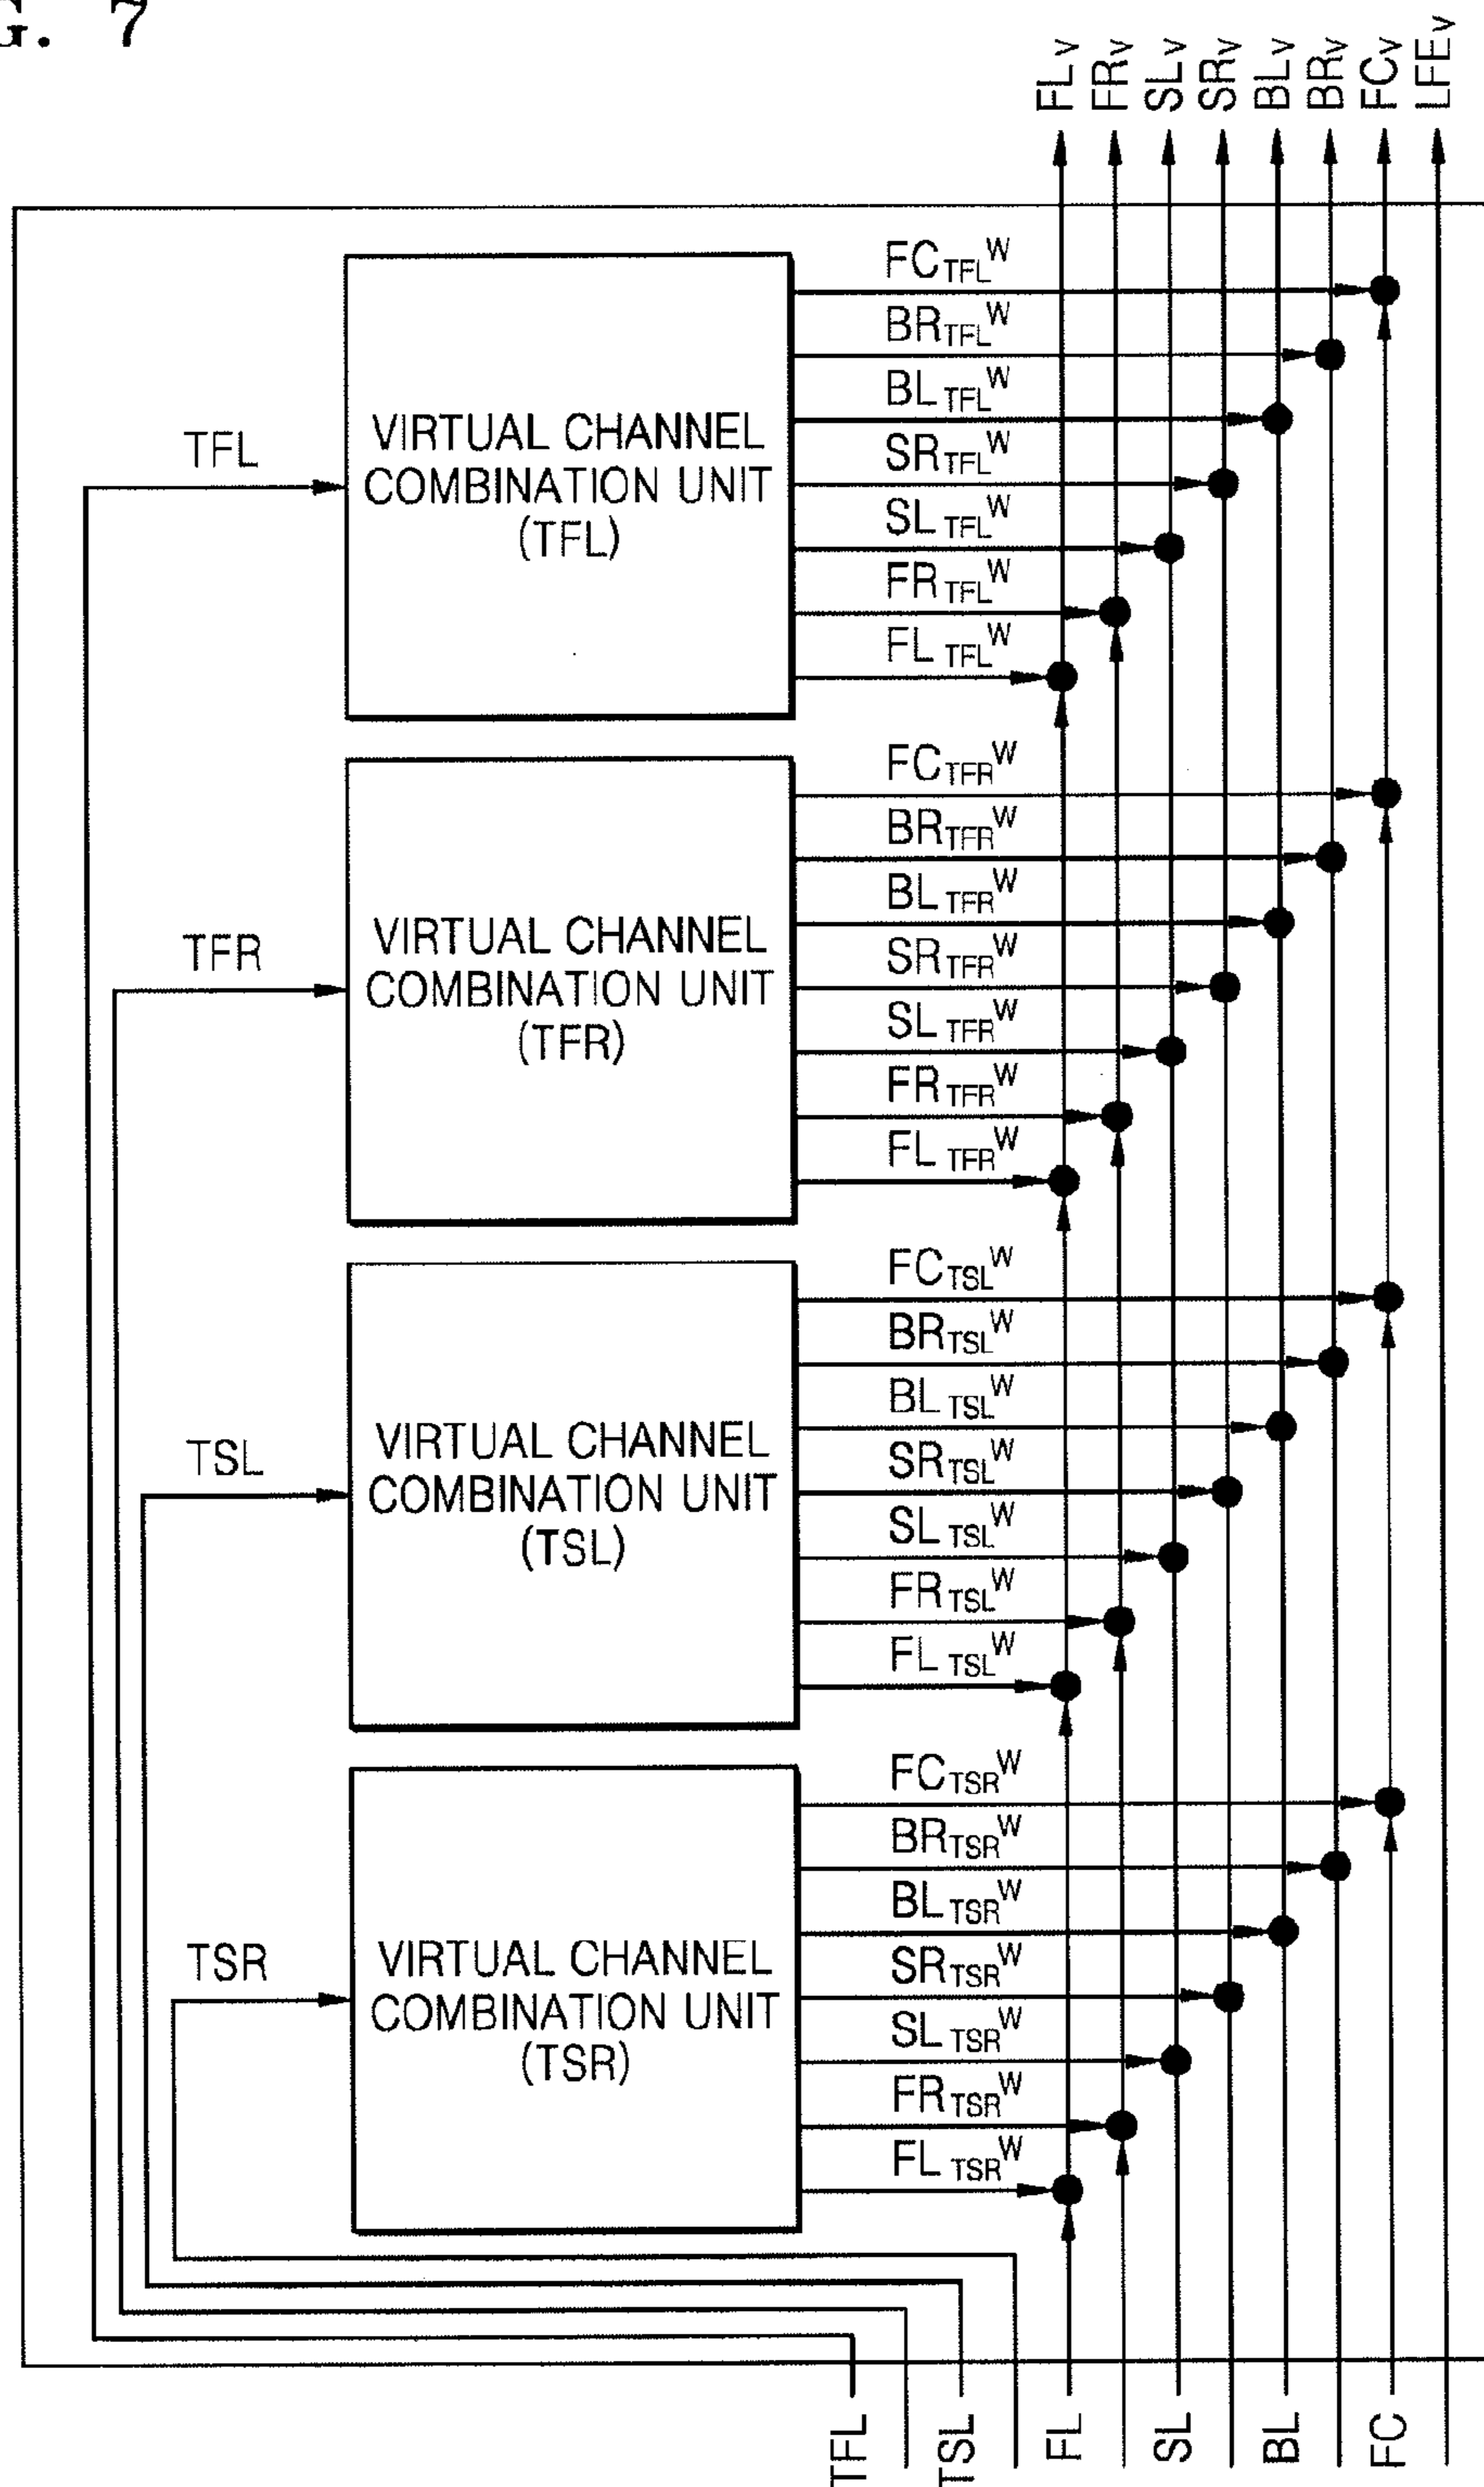 G. 7
FLV
FRV
SLV
SRV
BLV
BRV
FCV
LFEV
TFL
VIRTUAL CHANNEL
COMBINATION UNIT
(TFL)
FCTFLW
BRTFLW
BLTFLW
SRTFLW
SLTFLW
FRTFLW
FLTFLW
TFR
VIRTUAL CHANNEL
COMBINATION UNIT
(TFR)
FCTFRW
BRTFRW
BLTFRW
SRTFRW
SLTFRW
FRTFRW
FLTFRW
TSL
VIRTUAL CHANNEL
COMBINATION UNIT
(TSL)
FCTSLW
BRTSLW
BLTSLW
SRTSLW
SLTSLW
FRTSLW
FLTSLW
TSR
VIRTUAL CHANNEL
COMBINATION UNIT
(TSR)
FCTSRW
BRTSRW
BLTSRW
SRTSRW
SLTSRW
FRTSRW
FLTSRW
TFL
TSL
FL
SL
BL
FC